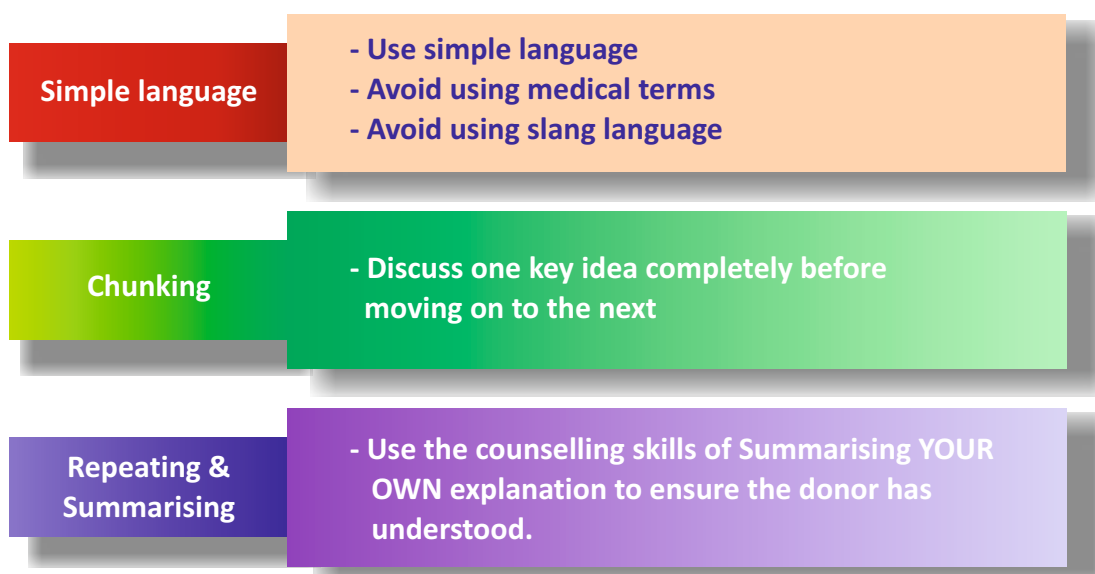 Simple language
- Use simple language
- Avoid using medical terms
- Avoid using slang language
Chunking
- Discuss one key idea completely before
moving on to the next
Repeating &
Summarising
- Use the counselling skills of Summarising YOUR
OWN explanation to ensure the donor has
understood.